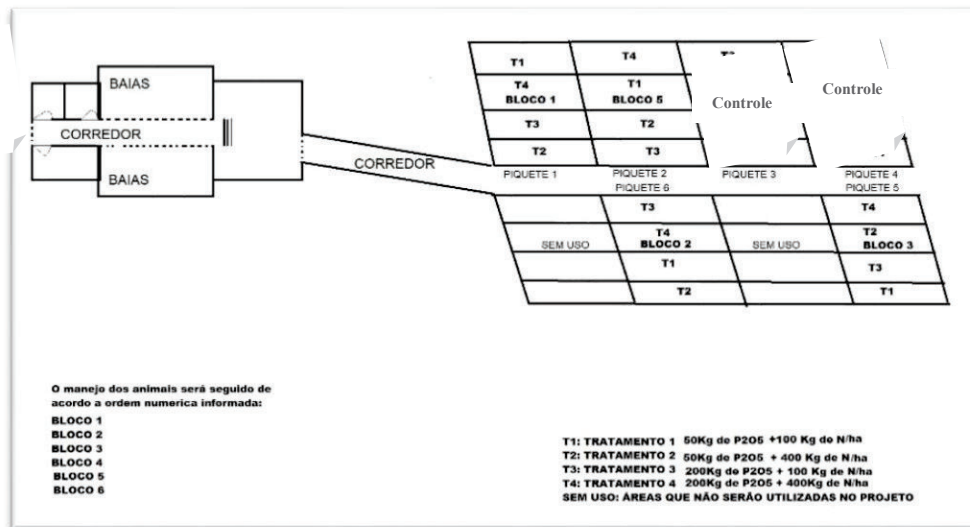 BAIAS
CORREDOR
BAIAS
CORREDOR
T1
T4
T4
BLOCO 1
T1
BLOCO 5
Controle
Controle
T3
T2
T2
T3
PIQUETE 1
PIQUETE 2
PIQUETE 3
PIQUETE 4
PIQUETE 6
PIQUETE 5
T3
T4
SEM USO
T4
BLOCO 2
SEM USO
T2
BLOCO 3
T1
T3
T2
T1
O manejo dos animais será seguido de
acordo a ordem numerica informada:
BLOCO 1
BLOCO 2
BLOCO 3
BLOCO 4
BLOCO 5
BLOCO 6
T1: TRATAMENTO 1 50Kg de P2O5 +100 Kg de N/ha
T2: TRATAMENTO 2 50Kg de P2O5 + 400 Kg de N/ha
T3: TRATAMENTO 3 200Kg de P2O5 + 100 Kg de N/ha
T4: TRATAMENTO 4 200Kg de P2O5 + 400Kg de N/ha
SEM USO: ÁREAS QUE NÃO SERÃO UTILIZADAS NO PROJETO